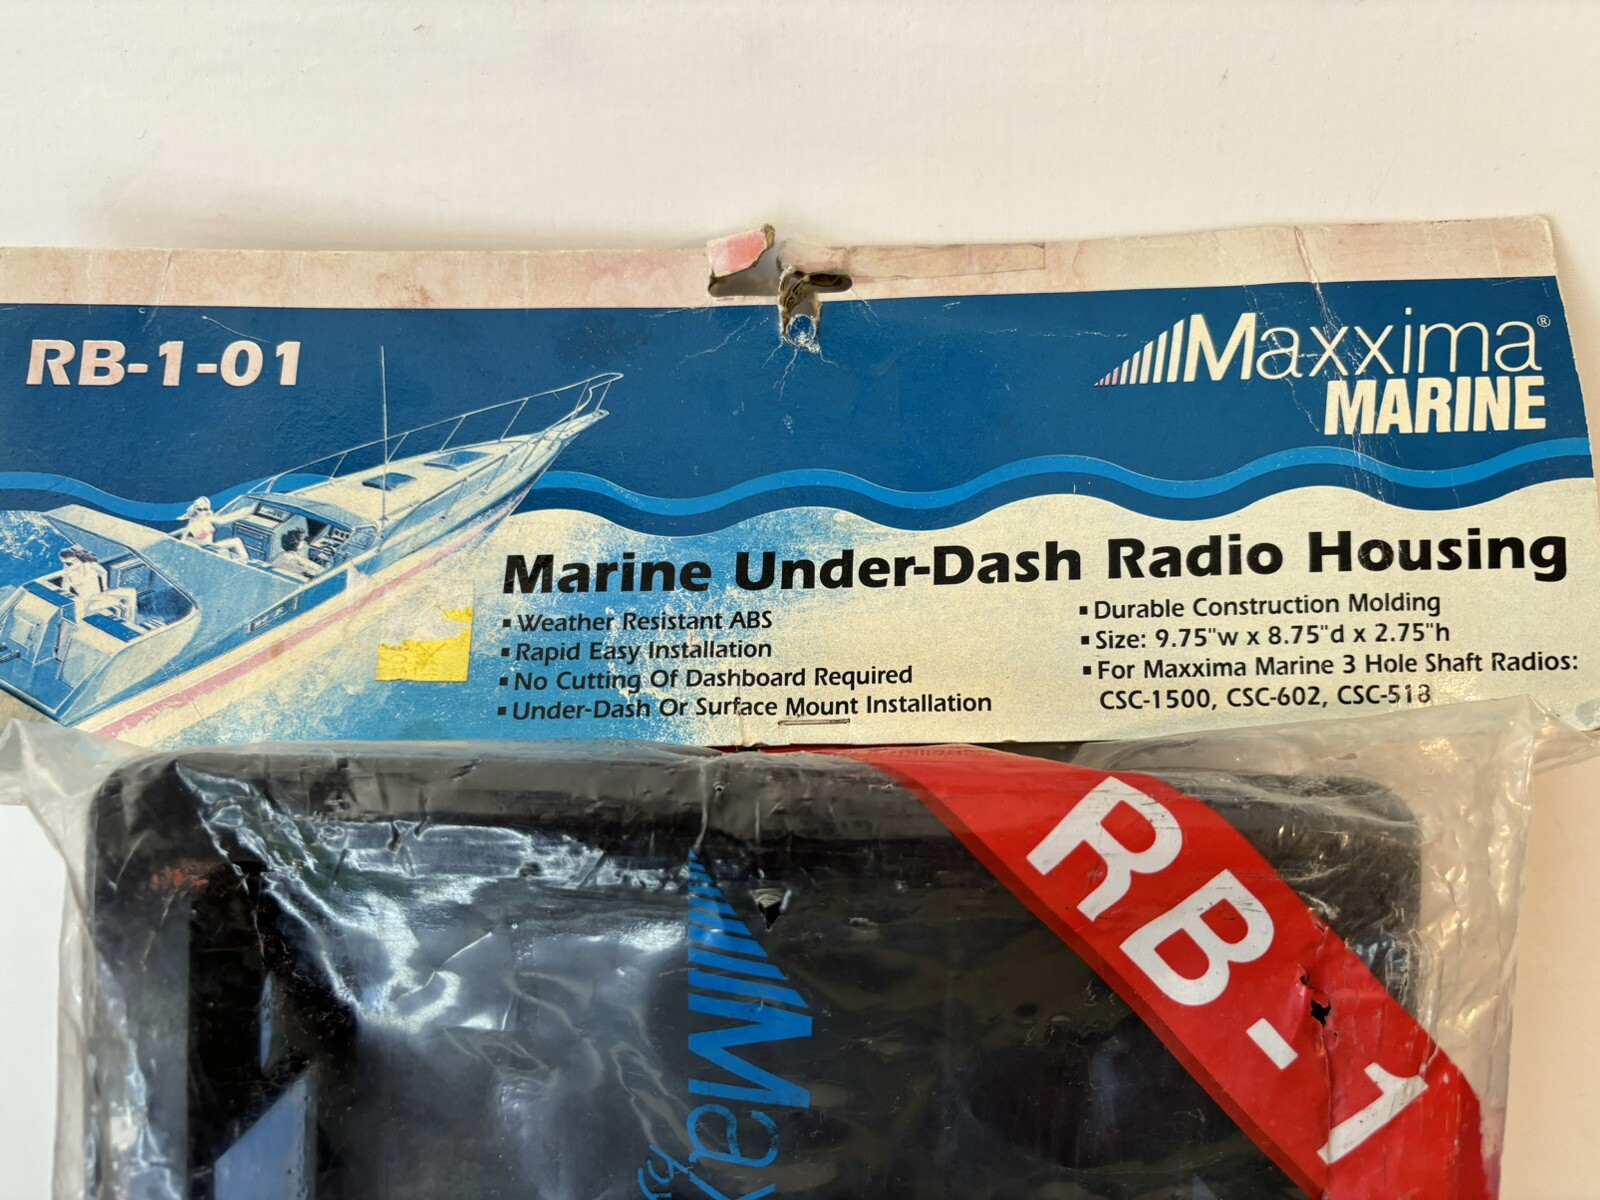 RB-1-01
Maxxima®
MARINE
Marine Under-Dash Radio Housing
▪ Weather Resistant ABS
▪ Rapid Easy Installation
▪ No Cutting Of Dashboard Required
▪ Under-Dash Or Surface Mount Installation
▪ Durable Construction Molding
▪ Size: 9.75"w x 8.75"d x 2.75"h
▪ For Maxxima Marine 3 Hole Shaft Radios:
CSC-1500, CSC-602, CSC-518
RB-1
Max